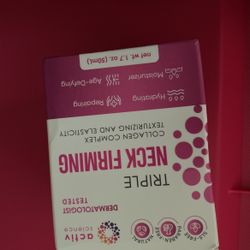 activ
science
DERMATOLOGIST
TESTED
TRIPLE
NECK FIRMING
COLLAGEN COMPLEX
TEXTURIZING AND ELASTICITY
Hydrating
Repairing
Moisturizer
Age-Defying
net wt. 1.7 oz. (50mL)